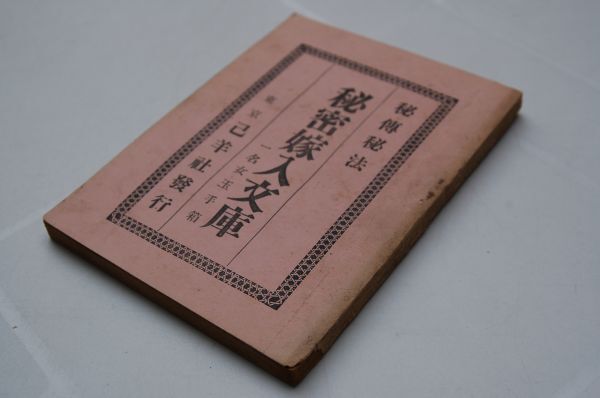 秘傳秘法
秘密嫁入文庫
一名女玉手箱
東京己羊社發行